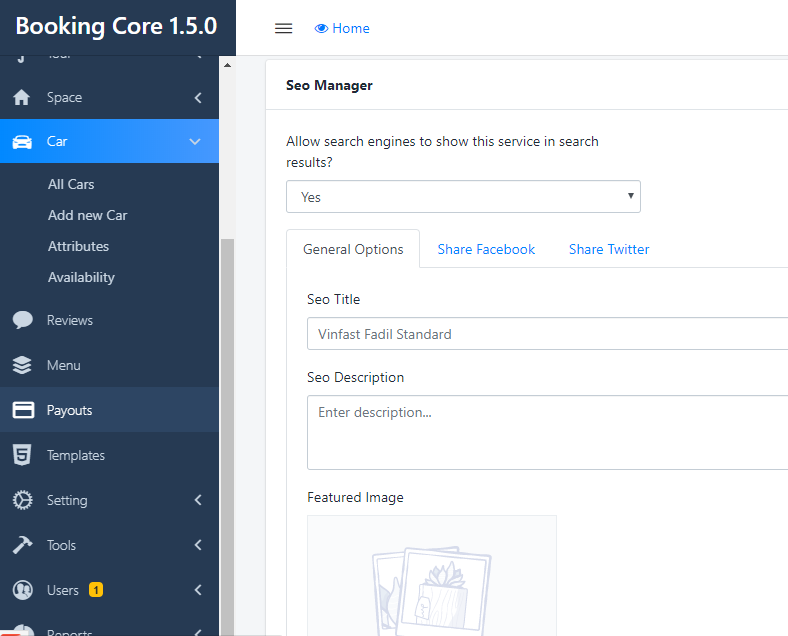 Booking Core 1.5.0
Home
Tour
Space
Car
All Cars
Add new Car
Attributes
Availability
Reviews
Menu
Payouts
Templates
Setting
Tools
Users 1
Reports
Seo Manager
Allow search engines to show this service in search
results?
Yes
General Options
Share Facebook
Share Twitter
Seo Title
Vinfast Fadil Standard
Seo Description
Enter description...
Featured Image